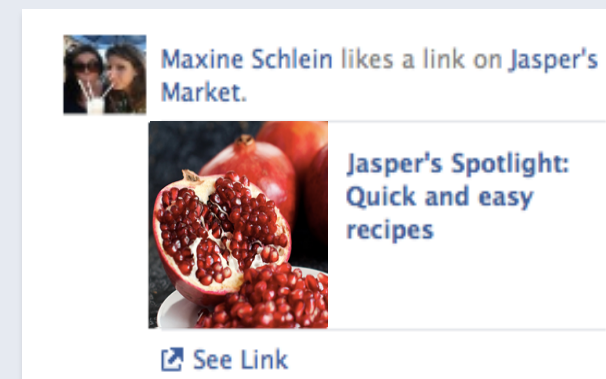 Maxine Schlein likes a link on Jasper's
Market.
Jasper's Spotlight:
Quick and easy
recipes
See Link